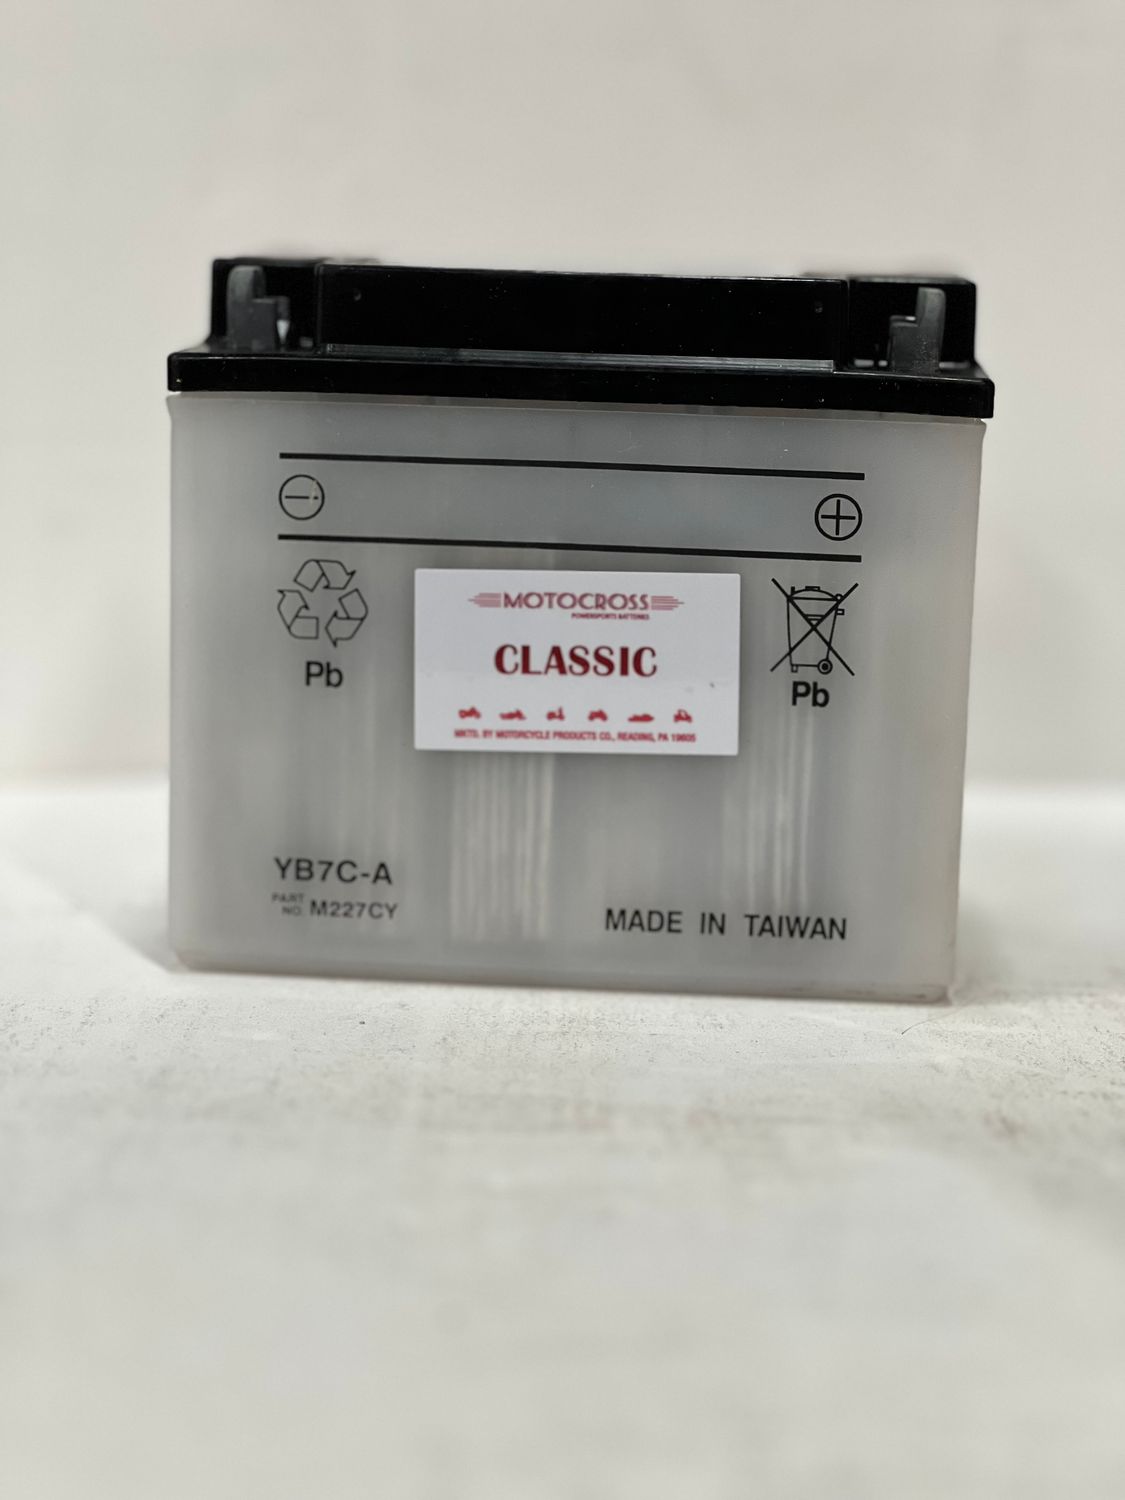 MOTOCROSS
POWERSPORTS BATTERIES
CLASSIC
MKTD. BY MOTORCYCLE PRODUCTS CO., READING, PA 19605
Pb
Pb
YB7C-A
PART NO. M227CY
MADE IN TAIWAN